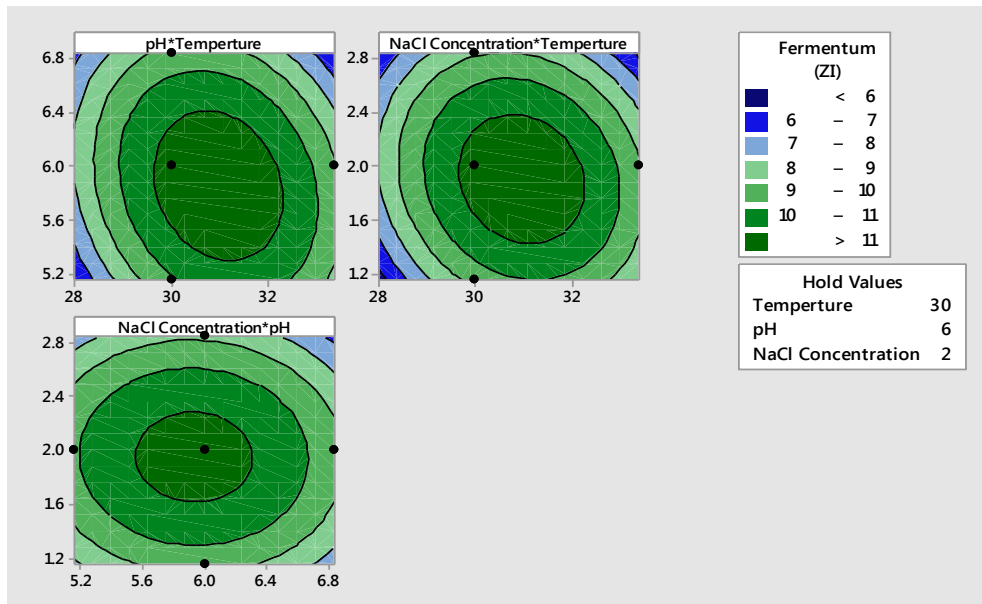 pH*Temperture
6.8
6.4
6.0
5.6
5.2
28 30 32
NaCl Concentration*Temperture
2.8
2.4
2.0
1.6
1.2
28 30 32
NaCl Concentration*pH
2.8
2.4
2.0
1.6
1.2
5.2 5.6 6.0 6.4 6.8
Fermentum
(ZI)
< 6
6 – 7
7 – 8
8 – 9
9 – 10
10 – 11
> 11
Hold Values
Temperture 30
pH 6
NaCl Concentration 2